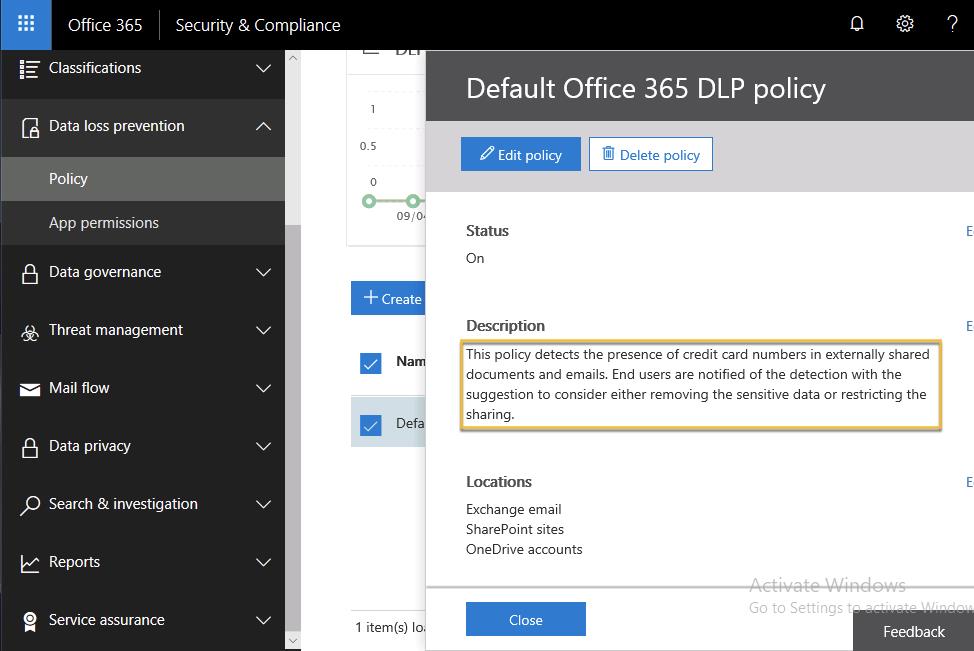 Office 365
Security & Compliance
?
Classifications
Data loss prevention
Policy
App permissions
Data governance
Threat management
Mail flow
Data privacy
Search & investigation
Reports
Service assurance
DLP
1
0.5
0
09/04
+ Create
Nam
Defa
1 item(s) loa
Default Office 365 DLP policy
Edit policy
Delete policy
Status
E
On
Description
E
This policy detects the presence of credit card numbers in externally shared
documents and emails. End users are notified of the detection with the
suggestion to consider either removing the sensitive data or restricting the
sharing.
Locations
E
Exchange email
SharePoint sites
OneDrive accounts
Activate Windows
Go to Settings to activate Window
Close
Feedback